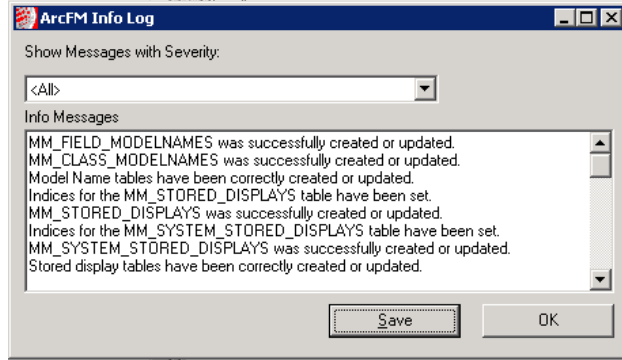 ArcFM Info Log
Show Messages with Severity:
<All>
Info Messages
MM_FIELD_MODELNAMES was successfully created or updated.
MM_CLASS_MODELNAMES was successfully created or updated.
Model Name tables have been correctly created or updated.
Indices for the MM_STORED_DISPLAYS table have been set.
MM_STORED_DISPLAYS was successfully created or updated.
Indices for the MM_SYSTEM_STORED_DISPLAYS table have been set.
MM_SYSTEM_STORED_DISPLAYS was successfully created or updated.
Stored display tables have been correctly created or updated.
Save OK